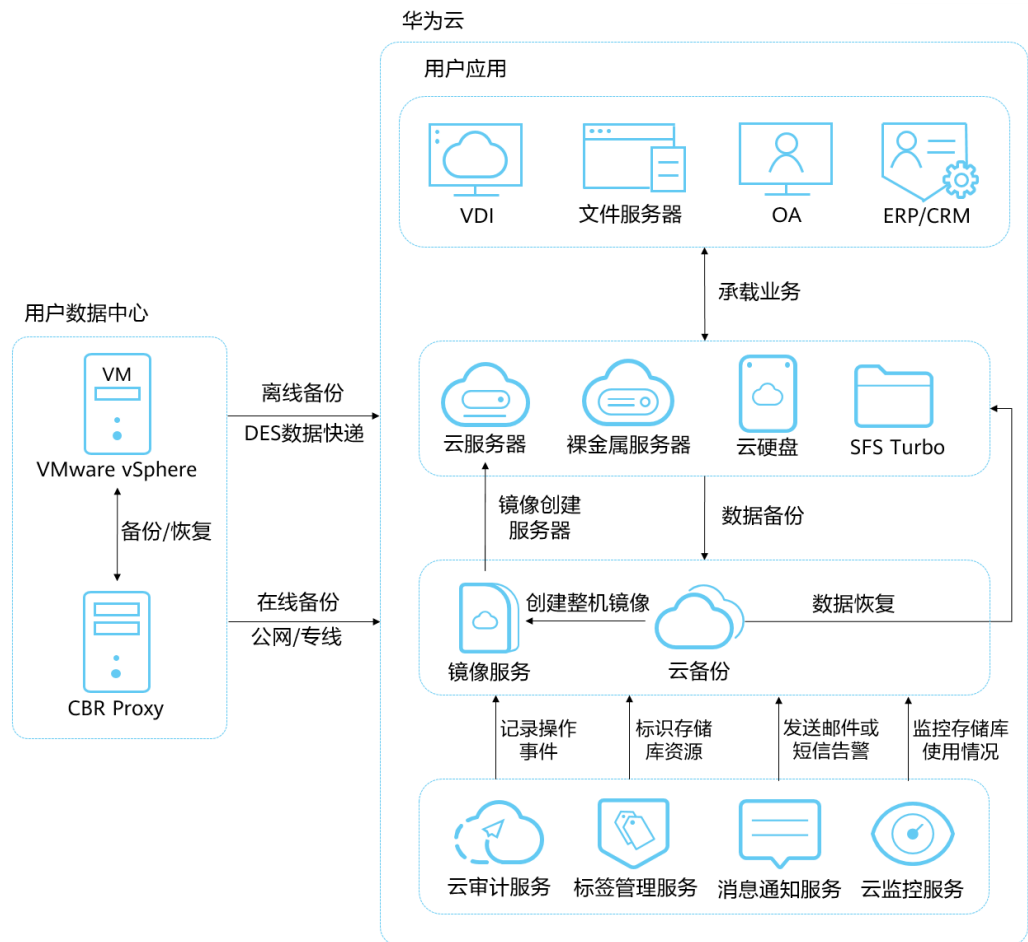 华为云
用户应用
VDI
文件服务器
OA
ERP/CRM
承载业务
用户数据中心
VM
VMware vSphere
备份/恢复
CBR Proxy
离线备份
DES数据快递
在线备份
公网/专线
云服务器
裸金属服务器
云硬盘
SFS Turbo
镜像创建
服务器
数据备份
创建整机镜像
数据恢复
镜像服务
云备份
记录操作
事件
标识存储
库资源
发送邮件或
短信告警
监控存储库
使用情况
云审计服务
标签管理服务
消息通知服务
云监控服务